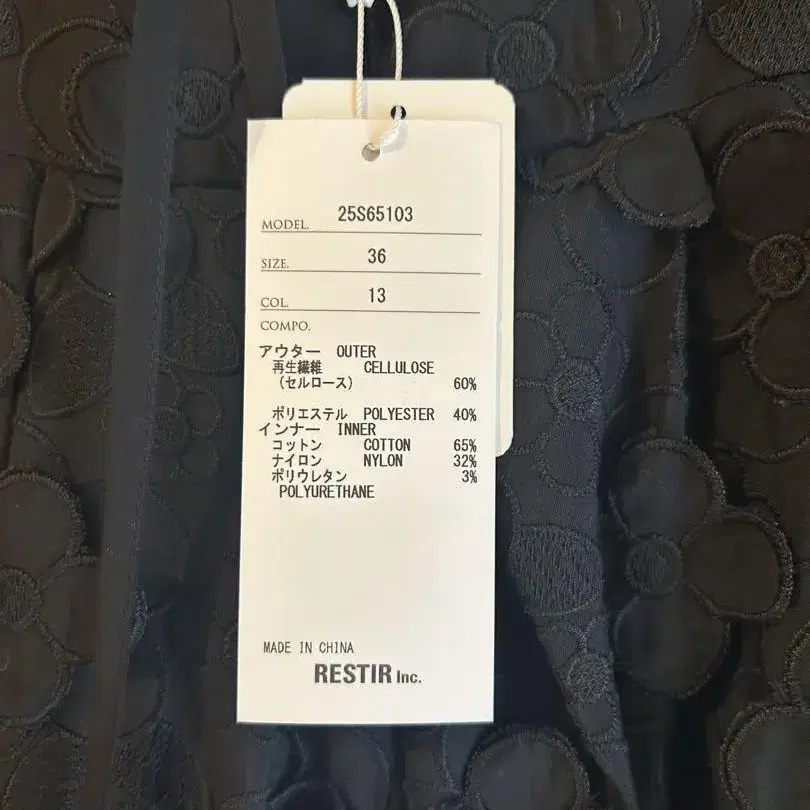 MODEL. 25S65103
SIZE. 36
COL. 13
COMPO.
アウター OUTER
再生繊維 CELLULOSE
(セルロース) 60%
ポリエステル POLYESTER 40%
インナー INNER
コットン COTTON 65%
ナイロン NYLON 32%
ポリウレタン 3%
POLYURETHANE
MADE IN CHINA
RESTIR Inc.